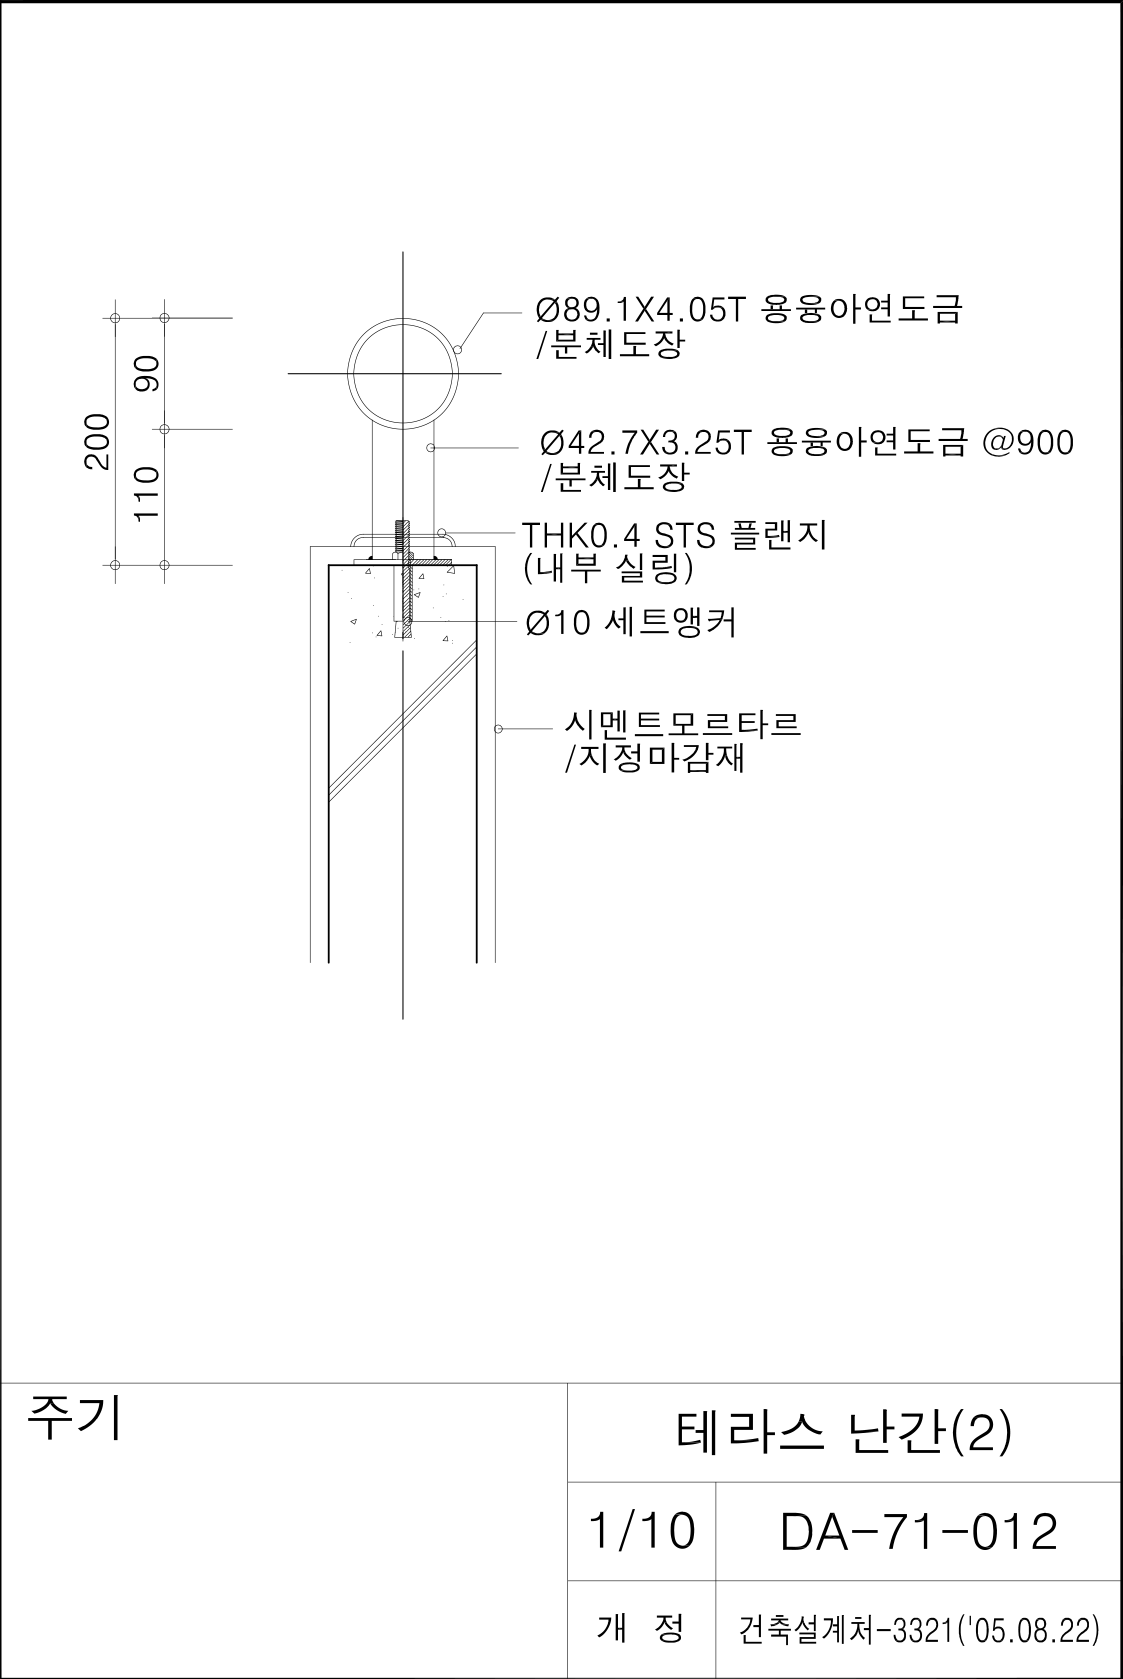 Ø89.1X4.05T 용융아연도금
/분체도장
90
200
Ø42.7X3.25T 용융아연도금 @900
/분체도장
110
THK0.4 STS 플랜지
(내부 실링)
Ø10 세트앵커
시멘트모르타르
/지정마감재
주기
테라스 난간(2)
1/10
DA-71-012
개 정
건축설계처-3321('05.08.22)